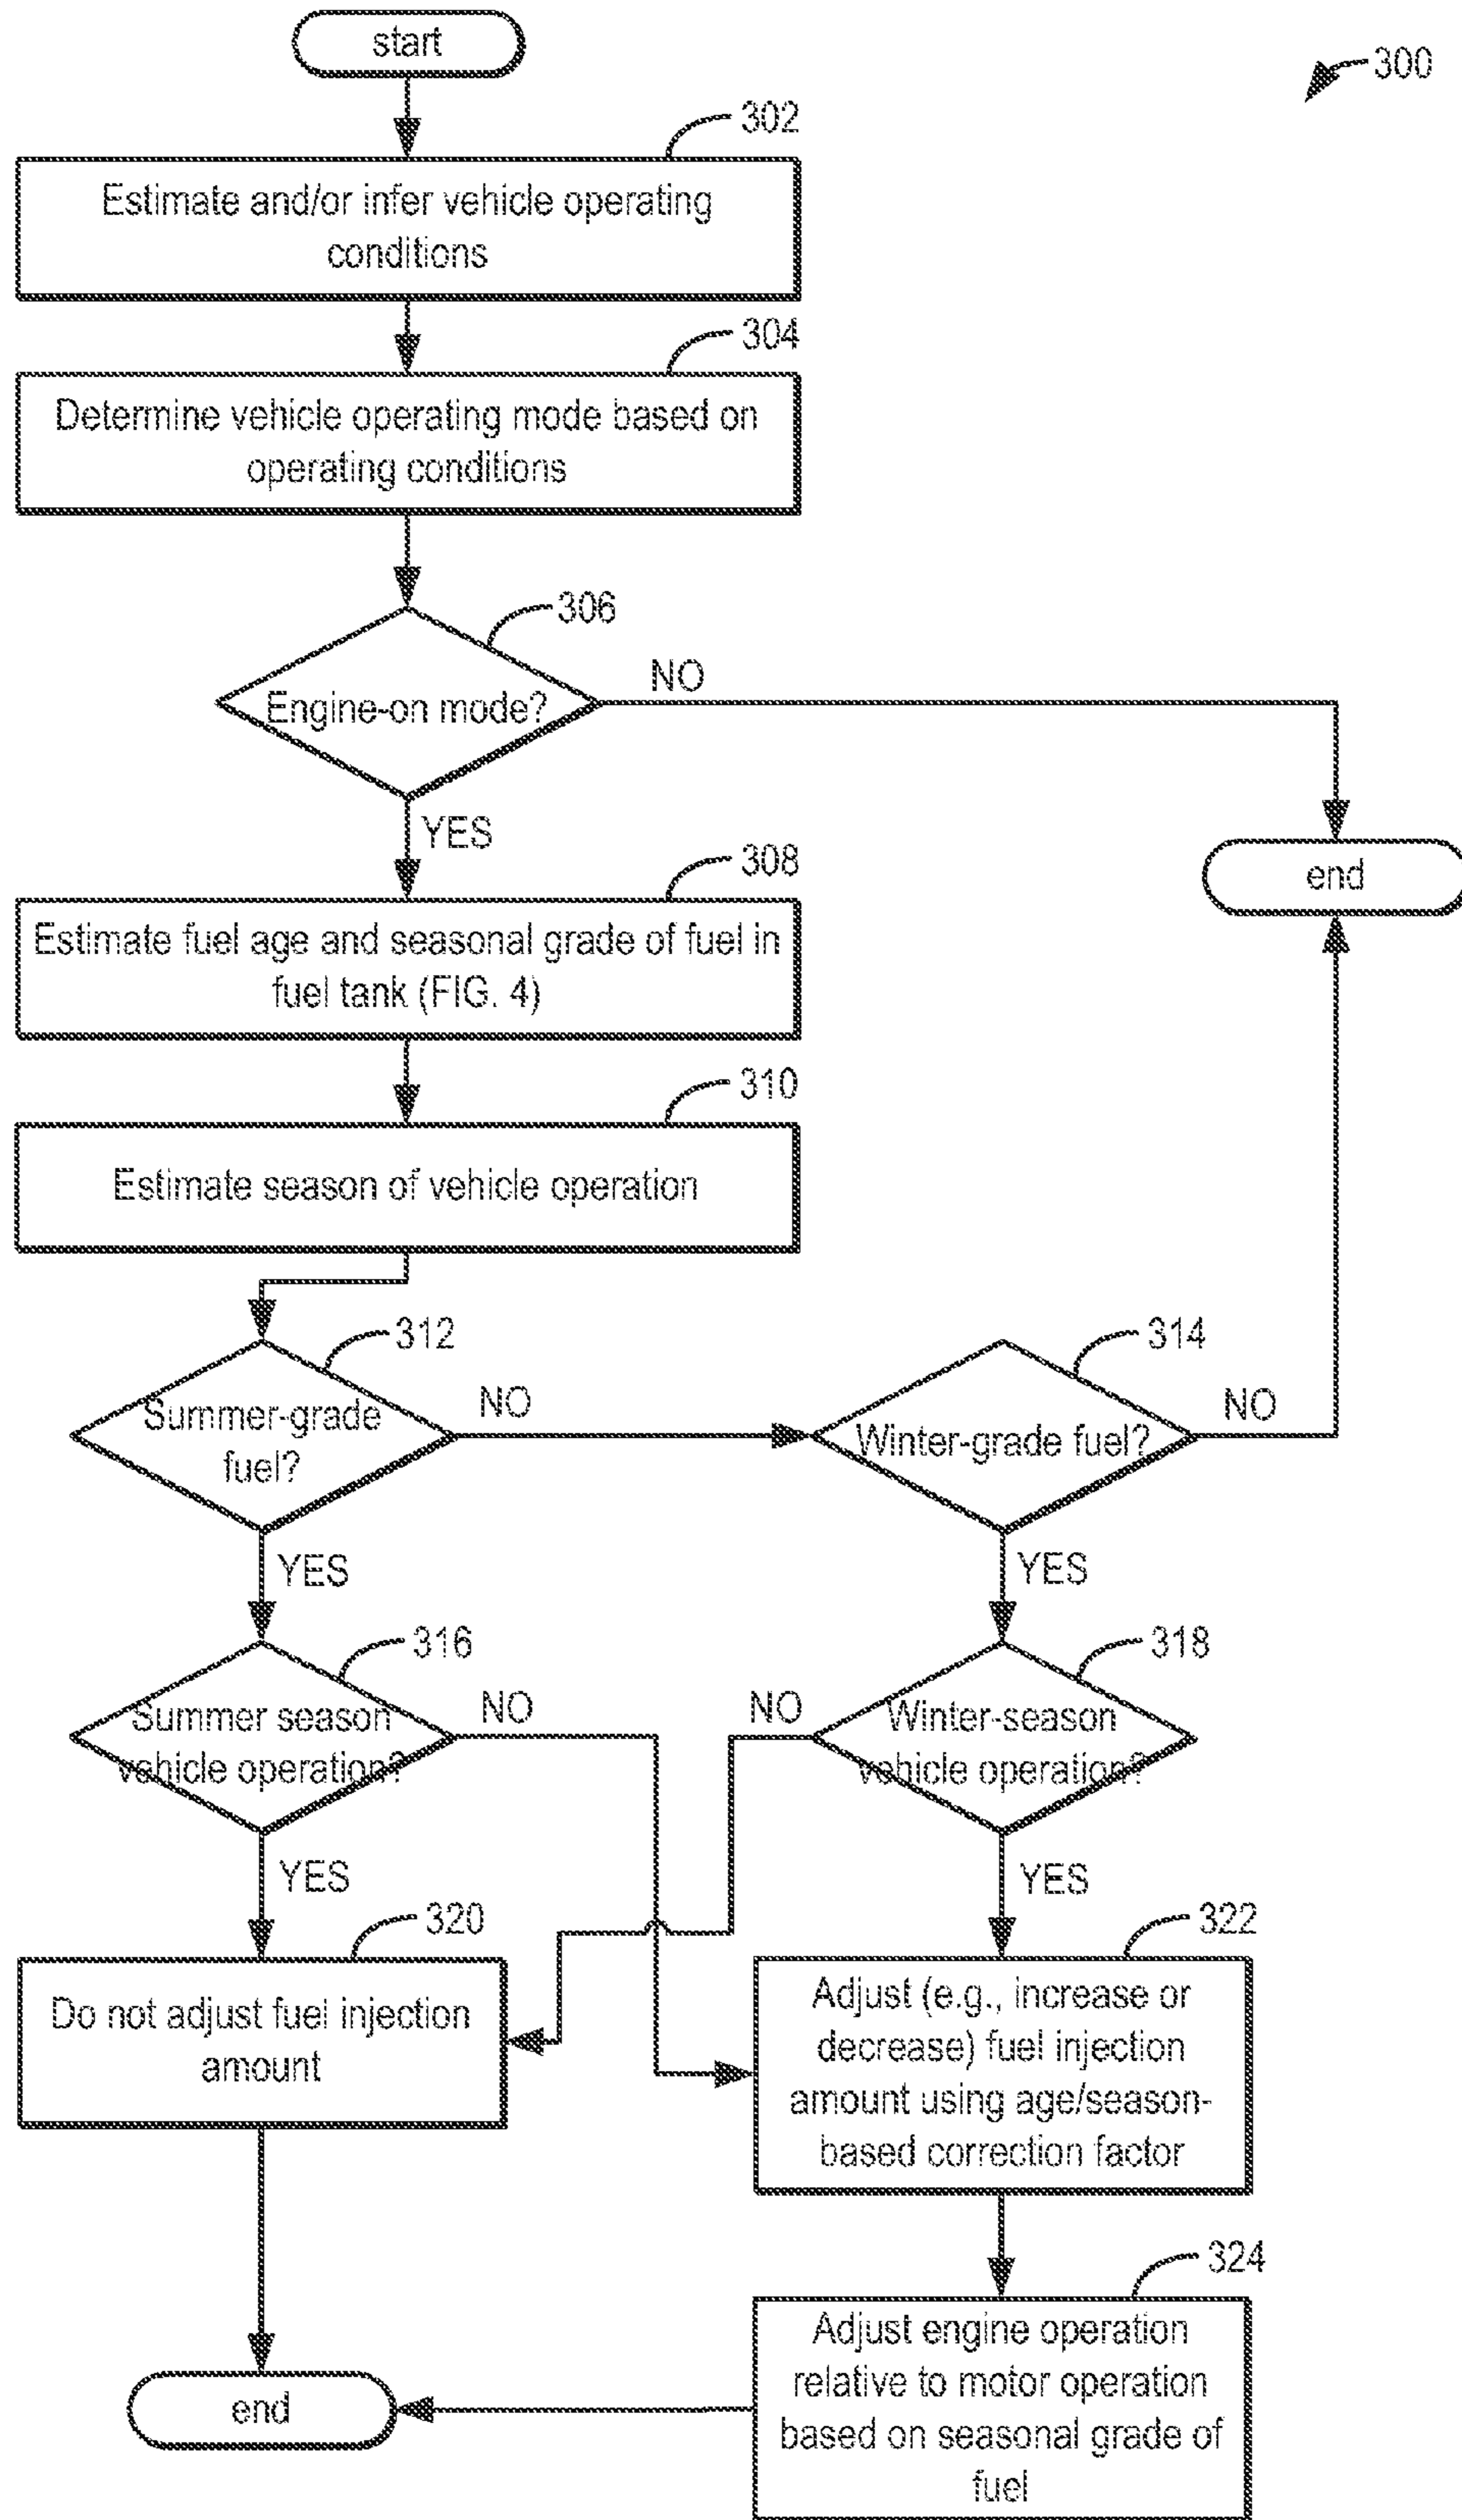 start
300
302
Estimate and/or infer vehicle operating
conditions
304
Determine vehicle operating mode based on
operating conditions
306
NO
Engine-on mode?
YES
end
308
Estimate fuel age and seasonal grade of fuel in
fuel tank (FIG. 4)
310
Estimate season of vehicle operation
312
314
Summer-grade
fuel?
NO
Winter-grade fuel?
NO
YES
YES
316
318
Summer season
vehicle operation?
NO
NO
Winter-season
vehicle operation?
YES
YES
320
322
Do not adjust fuel injection
amount
Adjust (e.g., increase or
decrease) fuel injection
amount using age/season-
based correction factor
324
Adjust engine operation
relative to motor operation
based on seasonal grade of
fuel
end